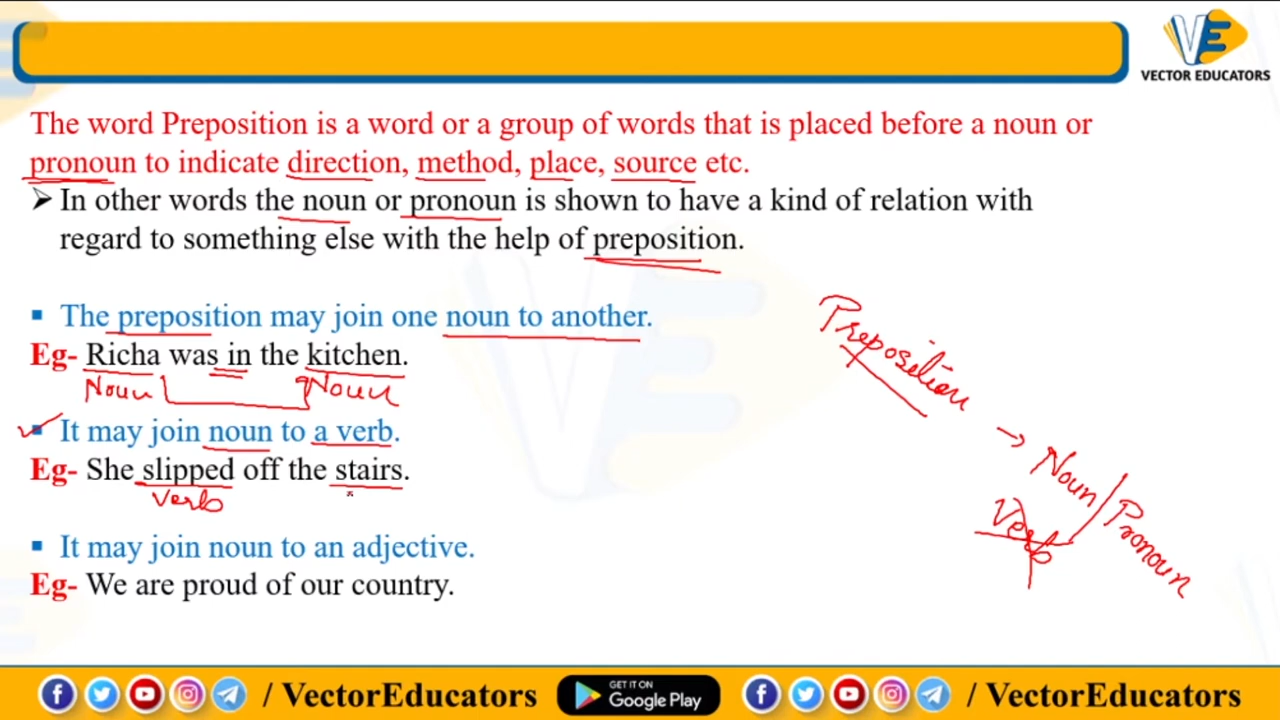 VE
VECTOR EDUCATORS
The word Preposition is a word or a group of words that is placed before a noun or
pronoun to indicate direction, method, place, source etc.
➤ In other words the noun or pronoun is shown to have a kind of relation with
regard to something else with the help of preposition.
▪ The preposition may join one noun to another.
Eg- Richa was in the kitchen.
Noun Noun
▪ It may join noun to a verb.
Eg- She slipped off the stairs.
Verb
▪ It may join noun to an adjective.
Eg- We are proud of our country.
Preposition
→ Noun/Pronoun
Verb
/ VectorEducators
GET IT ON
Google Play
/ VectorEducators